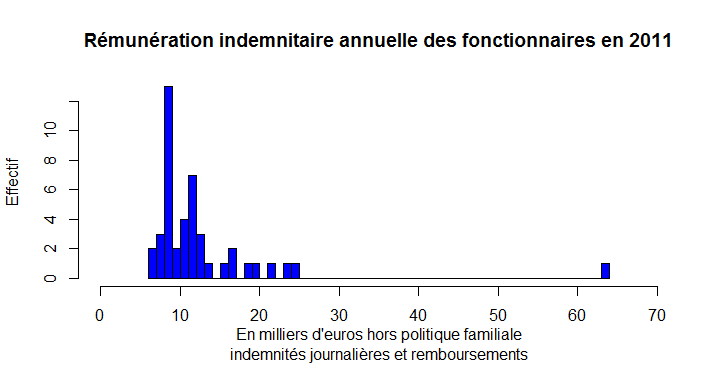 Rémunération indemnitaire annuelle des fonctionnaires en 2011
Effectif
10
8
6
4
2
0
0 10 20 30 40 50 60 70
En milliers d'euros hors politique familiale
indemnités journalières et remboursements